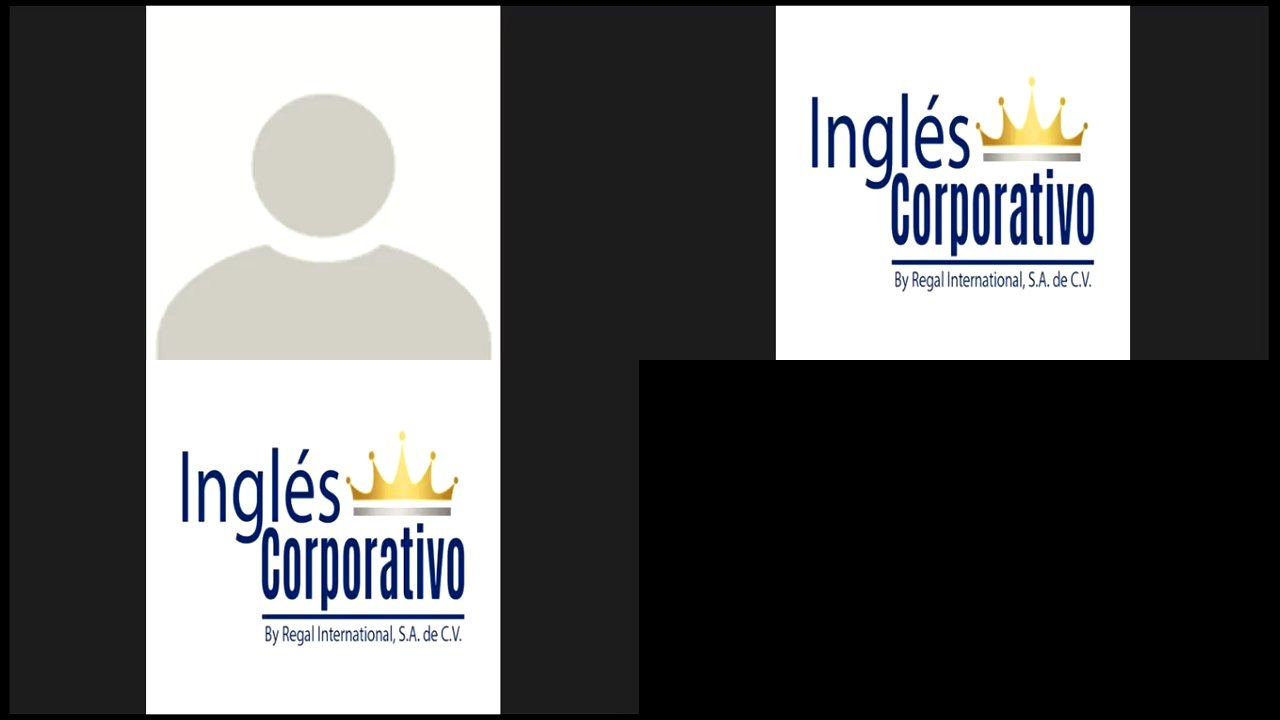 Inglés
Corporativo
By Regal International, S.A. de C.V.
Inglés
Corporativo
By Regal International, S.A. de C.V.